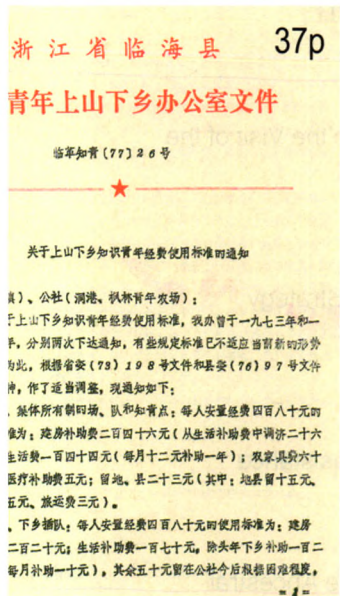 浙江省临海县
37p
青年上山下乡办公室文件
临革知青〔77〕26号
关于上山下乡知识青年经费使用标准的通知
）、公社（涧港、枫林青年农场）：
于上山下乡知识青年经费使用标准，我办曾于一九七三年和一
年，分别两次下达通知，有些规定标准已不适应当前新的形势
为此，根据省委（73）198号文件和县委（76）97号文件
神，作了适当调整，现通知如下：
、集体所有制的场、队和知青点：每人安置经费四百八十元的
准为：建房补助费二百四十六元（从生活补助费中调济二十六
生活费一百四十四元（每月十二元补助一年）；农家具费六十
医疗补助费五元；留地、县二十三元（其中：地县留十五元、
五元、旅运费三元）。
、下乡插队：每人安置经费四百八十元的使用标准为：建房
二百二十元；生活补助费一百七十元，除头年下乡补助一百二
每月补助一十元），其余五十元留在公社今后根据困难程度，
1